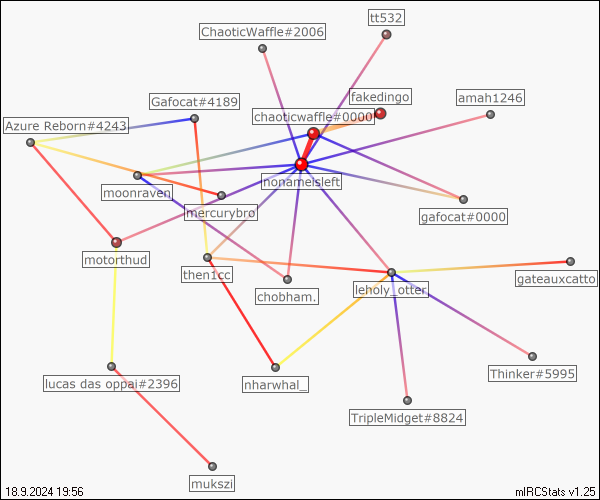 tt532
ChaoticWaffle#2006
fakedingo
amah1246
Gafocat#4189
chaoticwaffle#0000
Azure Reborn#4243
nonameisleft
moonraven
mercurybrø
gafocat#0000
motorthud
then1cc
gateauxcatto
leholy_otter
chobham.
Thinker#5995
lucas das oppai#2396
nharwhal_
TripleMidget#8824
mukszi
18.9.2024 19:56
mIRCStats v1.25